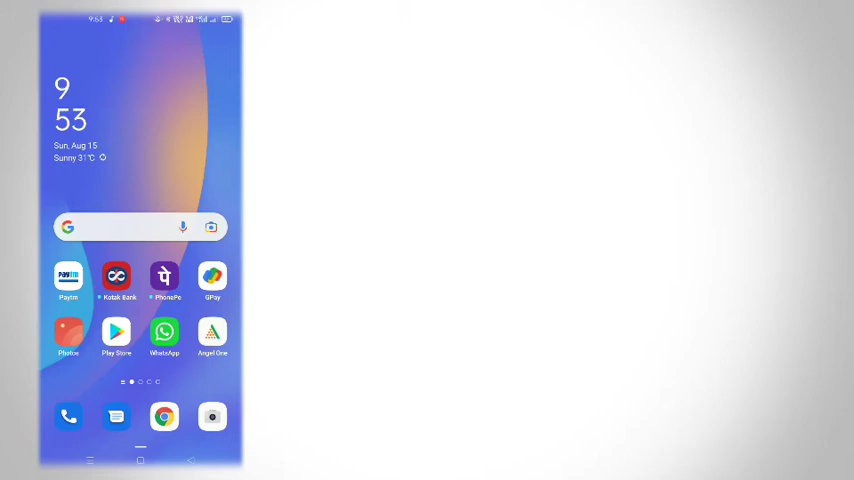 9:53
9
53
Sun, Aug 15
Sunny 31°C
Paytm
Paytm Kotak Bank PhonePe GPay
पे
Photos Play Store WhatsApp Angel One